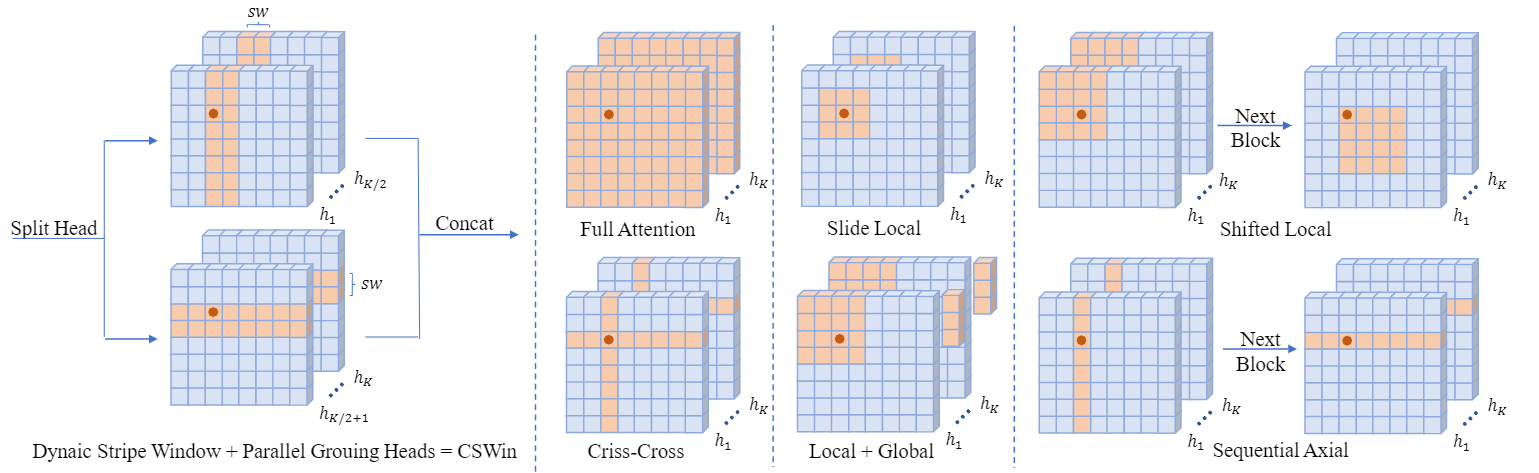 sw
h_{K/2}
h_1
Split Head
Concat
sw
h_K
h_{K/2+1}
Dynaic Stripe Window + Parallel Grouing Heads = CSWin
h_K
h_1
Full Attention
h_K
h_1
Slide Local
h_K
h_1
Next
Block
h_K
h_1
Shifted Local
h_K
h_1
Criss-Cross
h_K
h_1
Local + Global
h_K
h_1
Next
Block
h_K
h_1
Sequential Axial